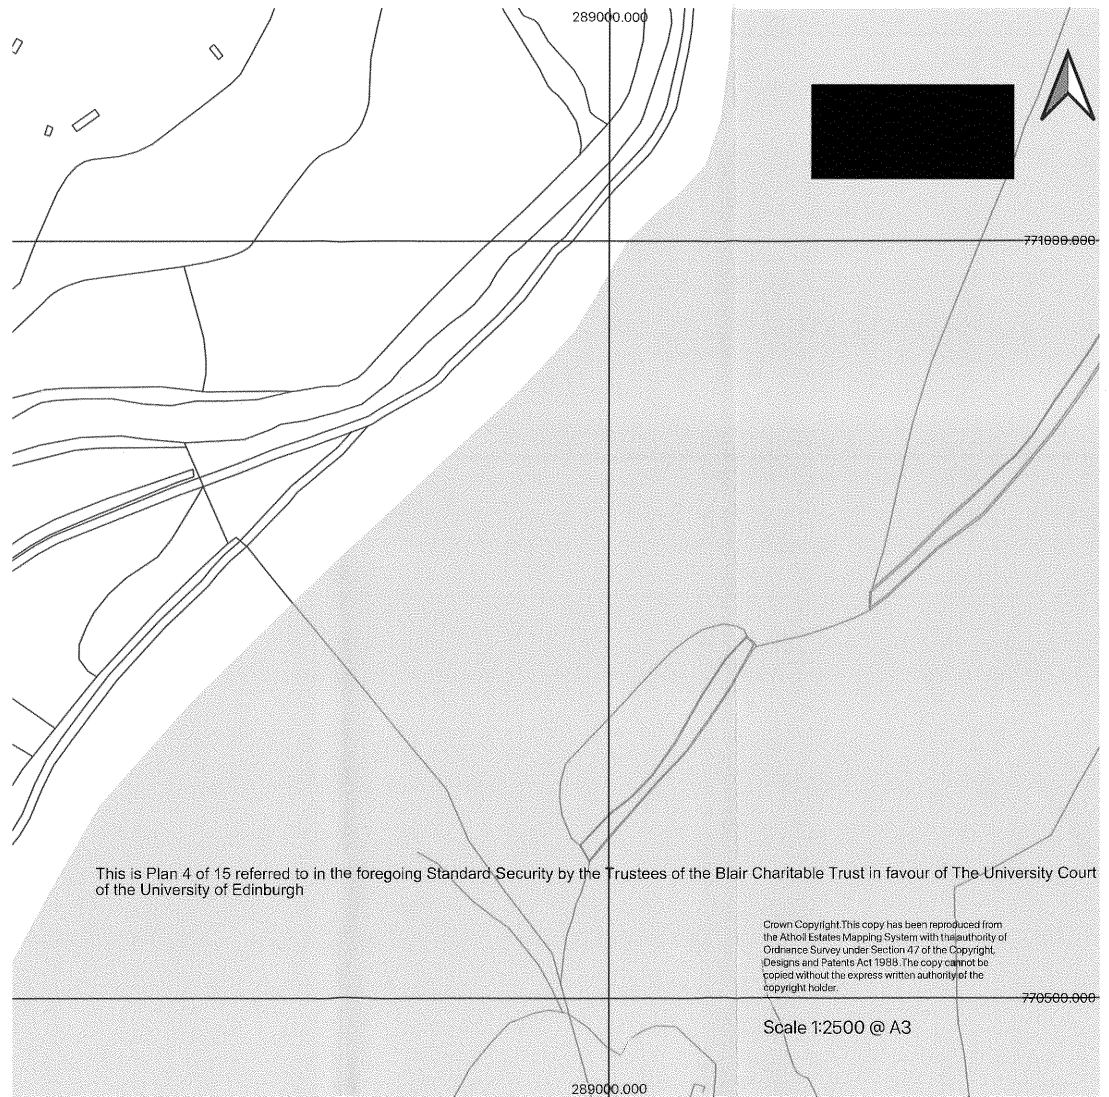 289000.000
771000.000
This is Plan 4 of 15 referred to in the foregoing Standard Security by the Trustees of the Blair Charitable Trust in favour of The University Court
of the University of Edinburgh
Crown Copyright.This copy has been reproduced from
the Atholl Estates Mapping System with the authority of
Ordnance Survey under Section 47 of the Copyright,
Designs and Patents Act 1988.The copy cannot be
copied without the express written authority of the
copyright holder.
770500.000
Scale 1:2500 @ A3
289000.000